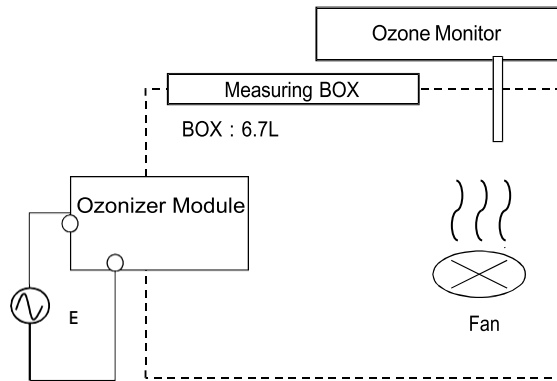 Ozone Monitor
Measuring BOX
BOX : 6.7L
Ozonizer Module
E
Fan